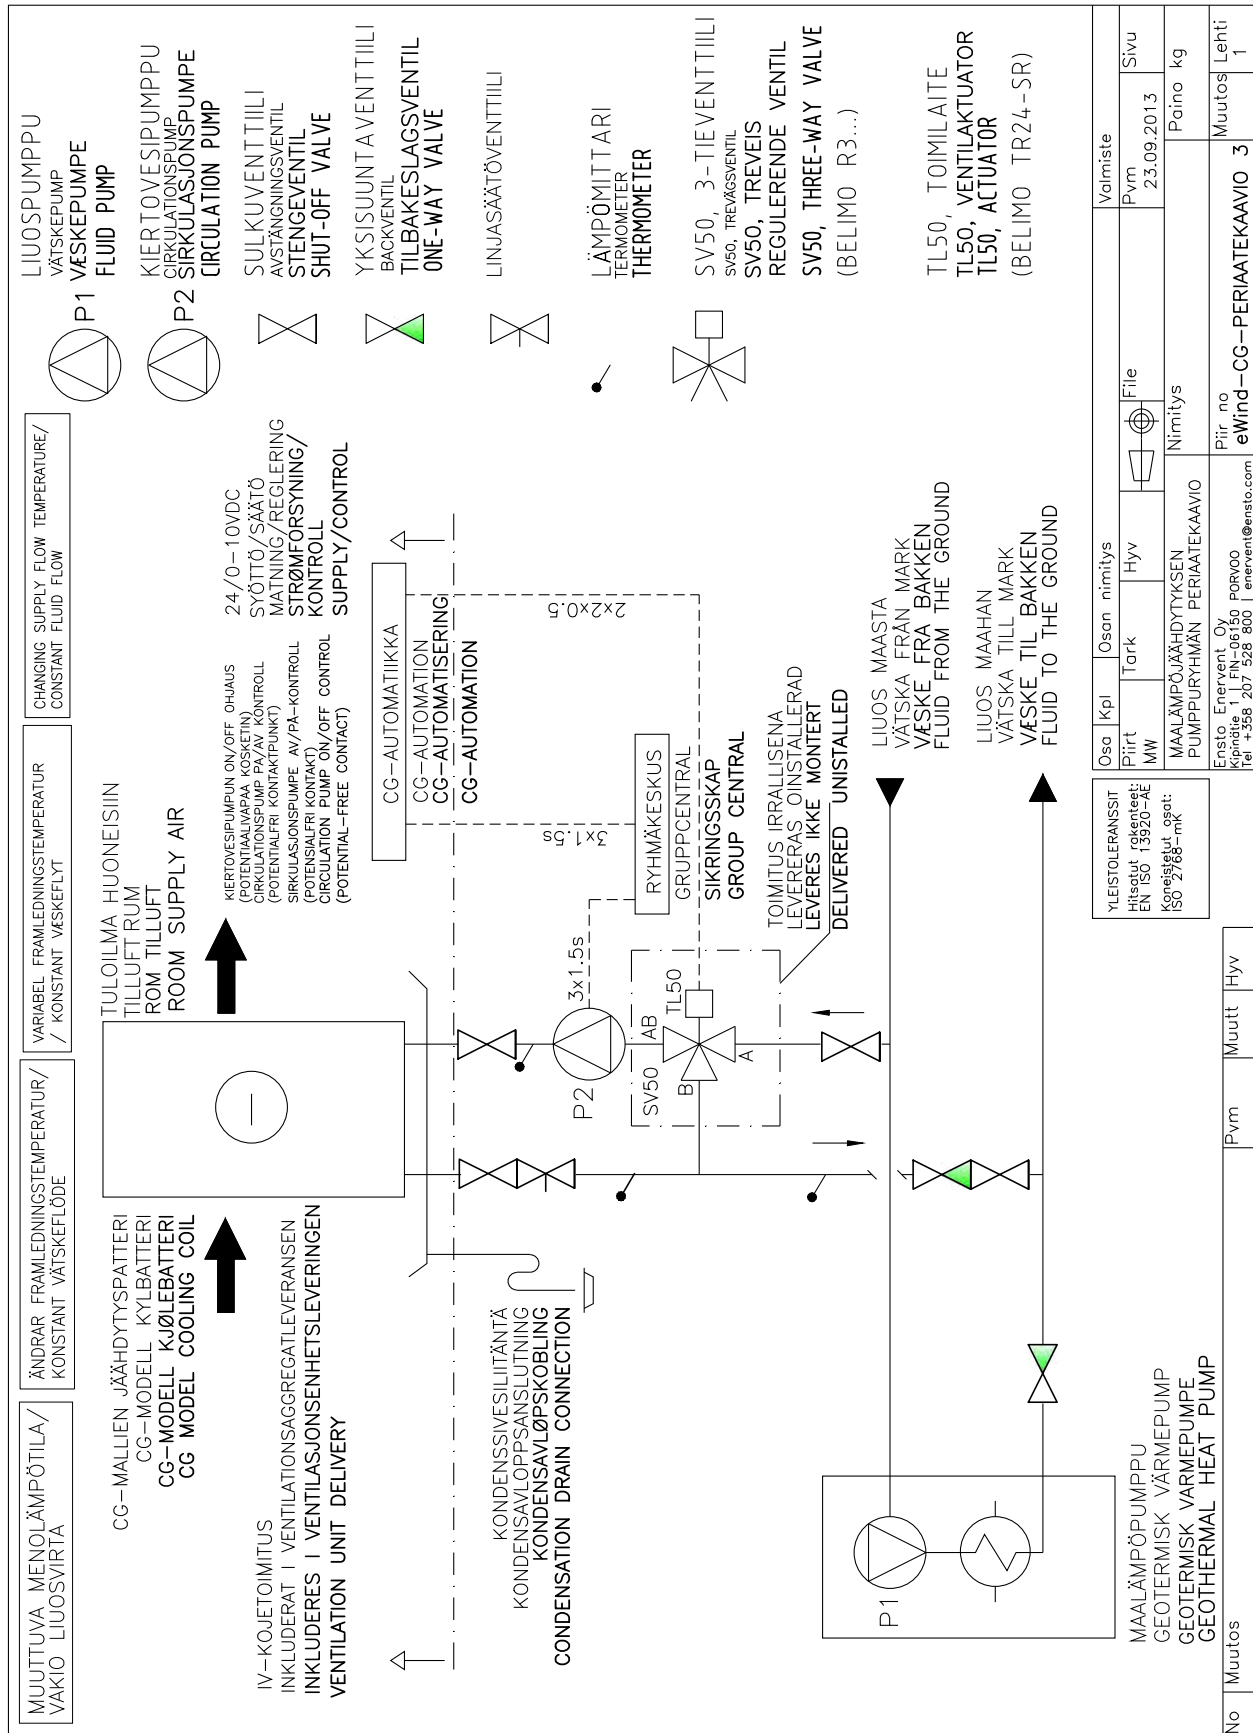 MUUTTUVA MENOLÄMPÖTILA/
VAKIO LIUOSVIRTA
ÄNDRAR FRAMLEDNINGSTEMPERATUR/
KONSTANT VÄTSKEFLÖDE
VARIABEL FRAMLEDNINGSTEMPERATUR
/ KONSTANT VÆSKEFLYT
CHANGING SUPPLY FLOW TEMPERATURE/
CONSTANT FLUID FLOW
CG-MALLIEN JÄÄHDYTYSPATTERI
CG-MODELL KYLBATTERI
CG-MODELL KJØLEBATTERI
CG MODEL COOLING COIL
TULOILMA HUONEISIIN
TILLUFT RUM
ROM TILLUFT
ROOM SUPPLY AIR
IV-KOJETOIMITUS
INKLUDERAT I VENTILATIONSAGGREGATLEVERANSEN
INKLUDERES I VENTILASJONSENHETSLEVERINGEN
VENTILATION UNIT DELIVERY
KIERTOVESIPUMPUN ON/OFF OHJAUS
(POTENTIAALIVAPAA KOSKETIN)
CIRKULATIONSPUMP PA/AV KONTROLL
(POTENTIALFRI KONTAKTPUNKT)
SIRKULASJONSPUMPE AV/PÅ-KONTROLL
(POTENSIALFRI KONTAKT)
CIRCULATION PUMP ON/OFF CONTROL
(POTENTIAL-FREE CONTACT)
24/0-10VDC
SYÖTTÖ/SÄÄTÖ
MATNING/REGLERING
STRØMFORSYNING/
KONTROLL
SUPPLY/CONTROL
CG-AUTOMATIIKKA
CG-AUTOMATION
CG-AUTOMATISERING
CG-AUTOMATION
3x1.5s
2x2x0.5
RYHMÄKESKUS
GRUPPCENTRAL
SIKRINGSSKAP
GROUP CENTRAL
3x1.5s
P2
SV50
AB
TL50
B
A
TOIMITUS IRRALLISENA
LEVERERAS OINSTALLERAD
LEVERES IKKE MONTERT
DELIVERED UNISTALLED
KONDENSSIVESILIITÄNTÄ
KONDENSAVLOPPSANSLUTNING
KONDENSAVLØPSKOBLING
CONDENSATION DRAIN CONNECTION
LIUOS MAASTA
VÄTSKA FRÅN MARK
VÆSKE FRA BAKKEN
FLUID FROM THE GROUND
LIUOS MAAHAN
VÄTSKA TILL MARK
VÆSKE TIL BAKKEN
FLUID TO THE GROUND
P1
MAALÄMPÖPUMPPU
GEOTERMISK VÄRMEPUMP
GEOTERMISK VARMEPUMPE
GEOTHERMAL HEAT PUMP
P1
LIUOSPUMPPU
VÄTSKEPUMP
VÆSKEPUMPE
FLUID PUMP
P2
KIERTOVESIPUMPPU
CIRKULATIONSPUMP
SIRKULASJONSPUMPE
CIRCULATION PUMP
SULKUVENTTIILI
AVSTÄNGNINGSVENTIL
STENGEVENTIL
SHUT-OFF VALVE
YKSISUUNTAVENTTIILI
BACKVENTIL
TILBAKESLAGSVENTIL
ONE-WAY VALVE
LINJASÄÄTÖVENTTIILI
LÄMPÖMITTARI
TERMOMETER
THERMOMETER
SV50, 3-TIEVENTTIILI
SV50, TREVÄGSVENTIL
SV50, TREVEIS
REGULERENDE VENTIL
SV50, THREE-WAY VALVE
(BELIMO R3...)
TL50, TOIMILAITE
TL50, VENTILAKTUATOR
TL50, ACTUATOR
(BELIMO TR24-SR)
YLEISTOLERANSSIT
Hitsatut rakenteet:
EN ISO 13920-AE
Koneistetut osat:
ISO 2768-mK
No Muutos Pvm Muutt Hyv
Osa Kpl Osan nimitys Valmiste
Piirt Tark Hyv File Pvm Sivu
MW 23.09.2013
MAALÄMPÖJÄÄHDYTYKSEN
PUMPPURYHMÄN PERIAATEKAAVIO
Nimitys
Paino kg
Ensto Enervent Oy
Kipinätie 1 FIN-06150 PORVOO
Tel +358 207 528 800 | enervent@ensto.com
Piir no
eWind-CG-PERIAATEKAAVIO 3
Muutos Lehti
1